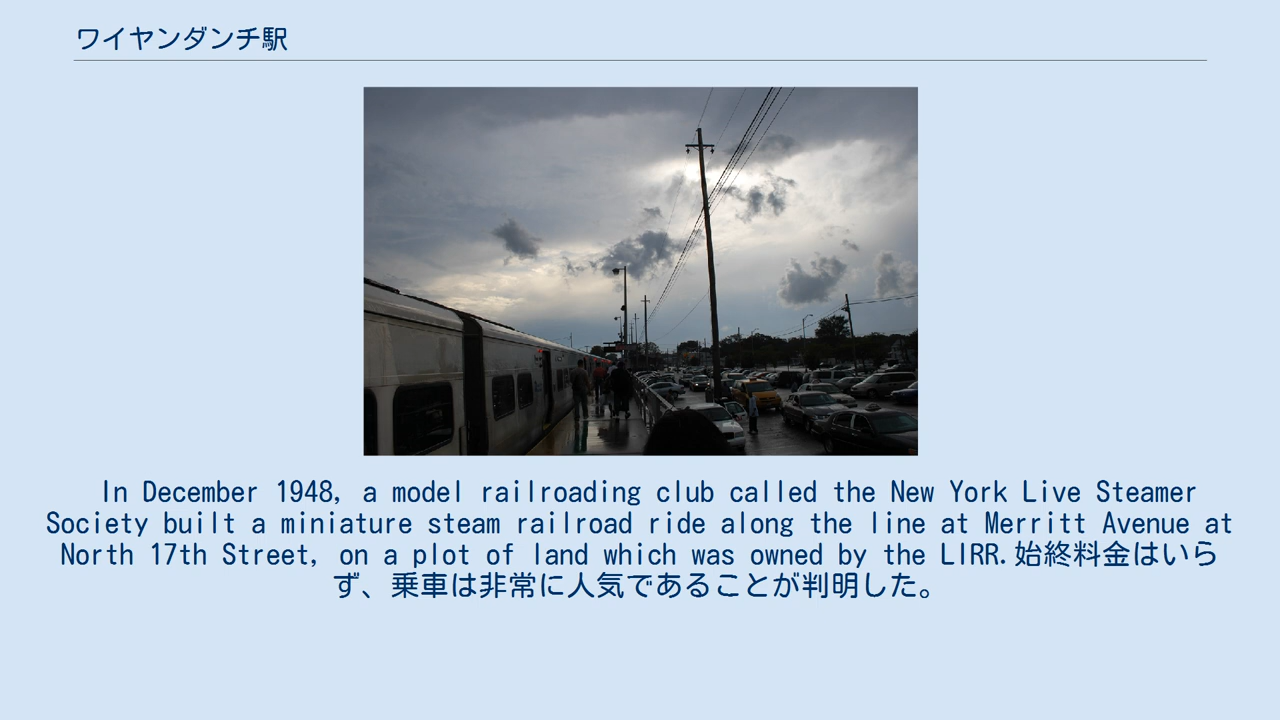 ワイヤンダンチ駅
In December 1948, a model railroading club called the New York Live Steamer
Society built a miniature steam railroad ride along the line at Merritt Avenue at
North 17th Street, on a plot of land which was owned by the LIRR.始終料金はいら
ず、乗車は非常に人気であることが判明した。